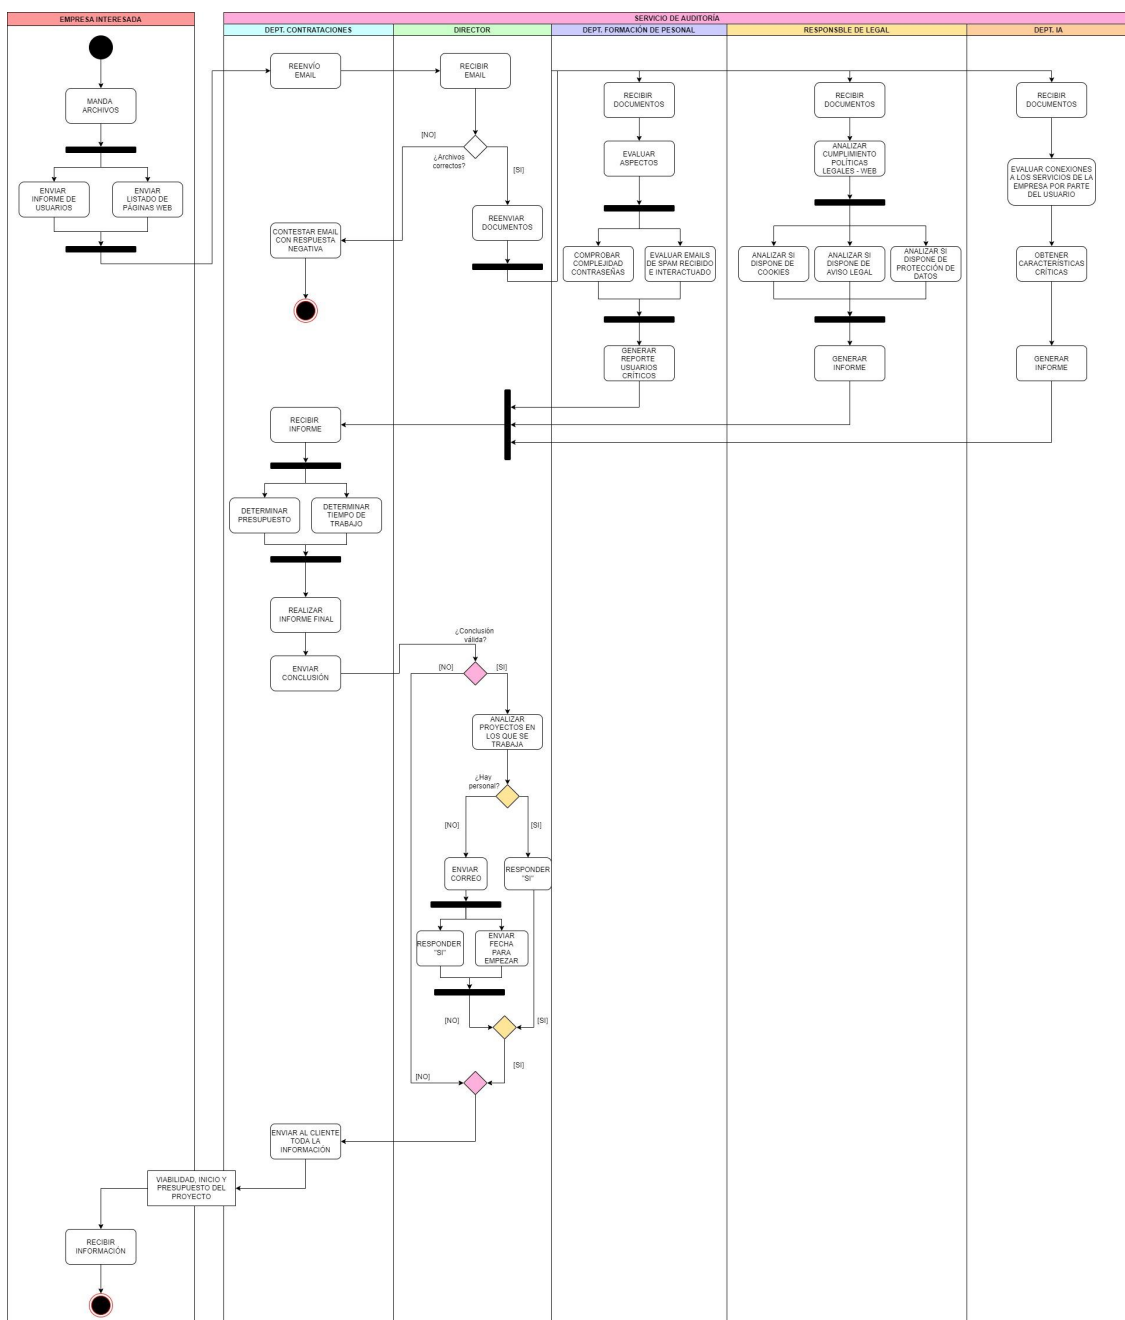 EMPRESA INTERESADA
SERVICIO DE AUDITORÍA
DEPT. CONTRATACIONES
DIRECTOR
DEPT. FORMACIÓN DE PESONAL
RESPONSBLE DE LEGAL
DEPT. IA
MANDA
ARCHIVOS
ENVIAR
INFORME DE
USUARIOS
ENVIAR
LISTADO DE
PÁGINAS WEB
REENVÍO
EMAIL
RECIBIR
EMAIL
[NO]
¿Archivos
correctos?
[SI]
CONTESTAR EMAIL
CON RESPUESTA
NEGATIVA
REENVIAR
DOCUMENTOS
RECIBIR
DOCUMENTOS
EVALUAR
ASPECTOS
COMPROBAR
COMPLEJIDAD
CONTRASEÑAS
EVALUAR EMAILS
DE SPAM RECIBIDO
E INTERACTUADO
GENERAR
REPORTE
USUARIOS
CRÍTICOS
RECIBIR
DOCUMENTOS
ANALIZAR
CUMPLIMIENTO
POLÍTICAS
LEGALES - WEB
ANALIZAR SI
DISPONE DE
COOKIES
ANALIZAR SI
DISPONE DE
AVISO LEGAL
ANALIZAR SI
DISPONE DE
PROTECCIÓN DE
DATOS
GENERAR
INFORME
RECIBIR
DOCUMENTOS
EVALUAR CONEXIONES
A LOS SERVICIOS DE LA
EMPRESA POR PARTE
DEL USUARIO
OBTENER
CARACTERÍSTICAS
CRÍTICAS
GENERAR
INFORME
RECIBIR
INFORME
DETERMINAR
PRESUPUESTO
DETERMINAR
TIEMPO DE
TRABAJO
REALIZAR
INFORME FINAL
ENVIAR
CONCLUSIÓN
¿Conclusión
válida?
[NO]
[SI]
ANALIZAR
PROYECTOS EN
LOS QUE SE
TRABAJA
¿Hay
personal?
[NO]
[SI]
ENVIAR
CORREO
RESPONDER
"SI"
RESPONDER
"SI"
ENVIAR
FECHA
PARA
EMPEZAR
[NO]
[SI]
[SI]
[NO]
ENVIAR AL CLIENTE
TODA LA
INFORMACIÓN
VIABILIDAD, INICIO Y
PRESUPUESTO DEL
PROYECTO
RECIBIR
INFORMACIÓN